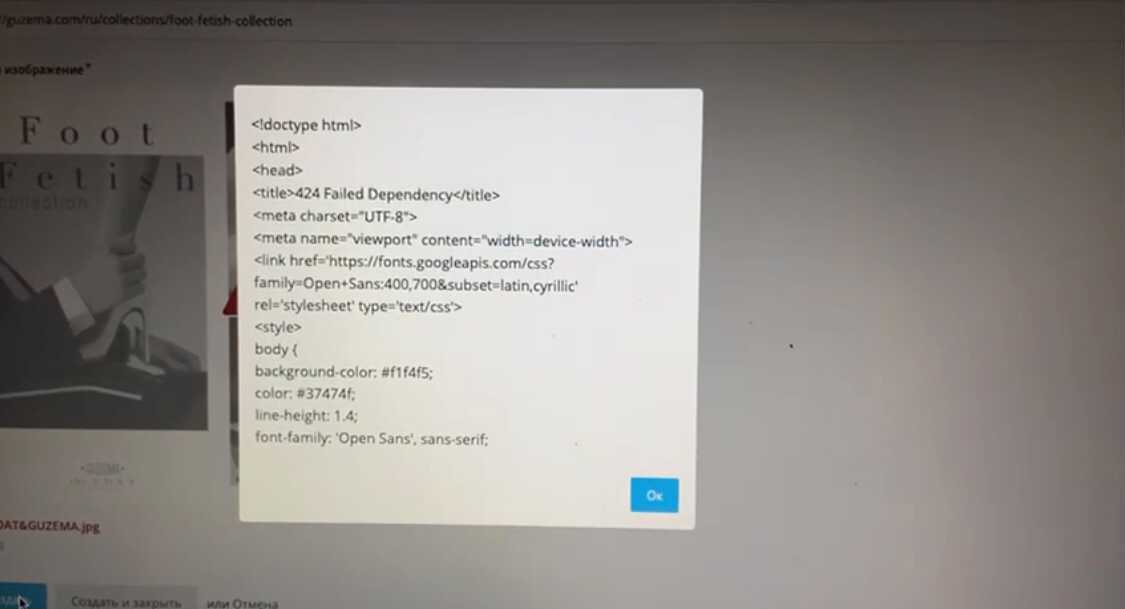 /guzema.com/ru/collections/foot-fetish-collection
изображение*
Foot
Fetish
collection
<!doctype html>
<html>
<head>
<title>424 Failed Dependency</title>
<meta charset="UTF-8">
<meta name="viewport" content="width=device-width">
<link href='https://fonts.googleapis.com/css?
family=Open+Sans:400,700&subset=latin,cyrillic'
rel='stylesheet' type='text/css'>
<style>
body {
background-color: #f1f4f5;
color: #37474f;
line-height: 1.4;
font-family: 'Open Sans', sans-serif;
Ок
GUZEMA
OAT&GUZEMA.jpg
Создать и закрыть
или Отмена